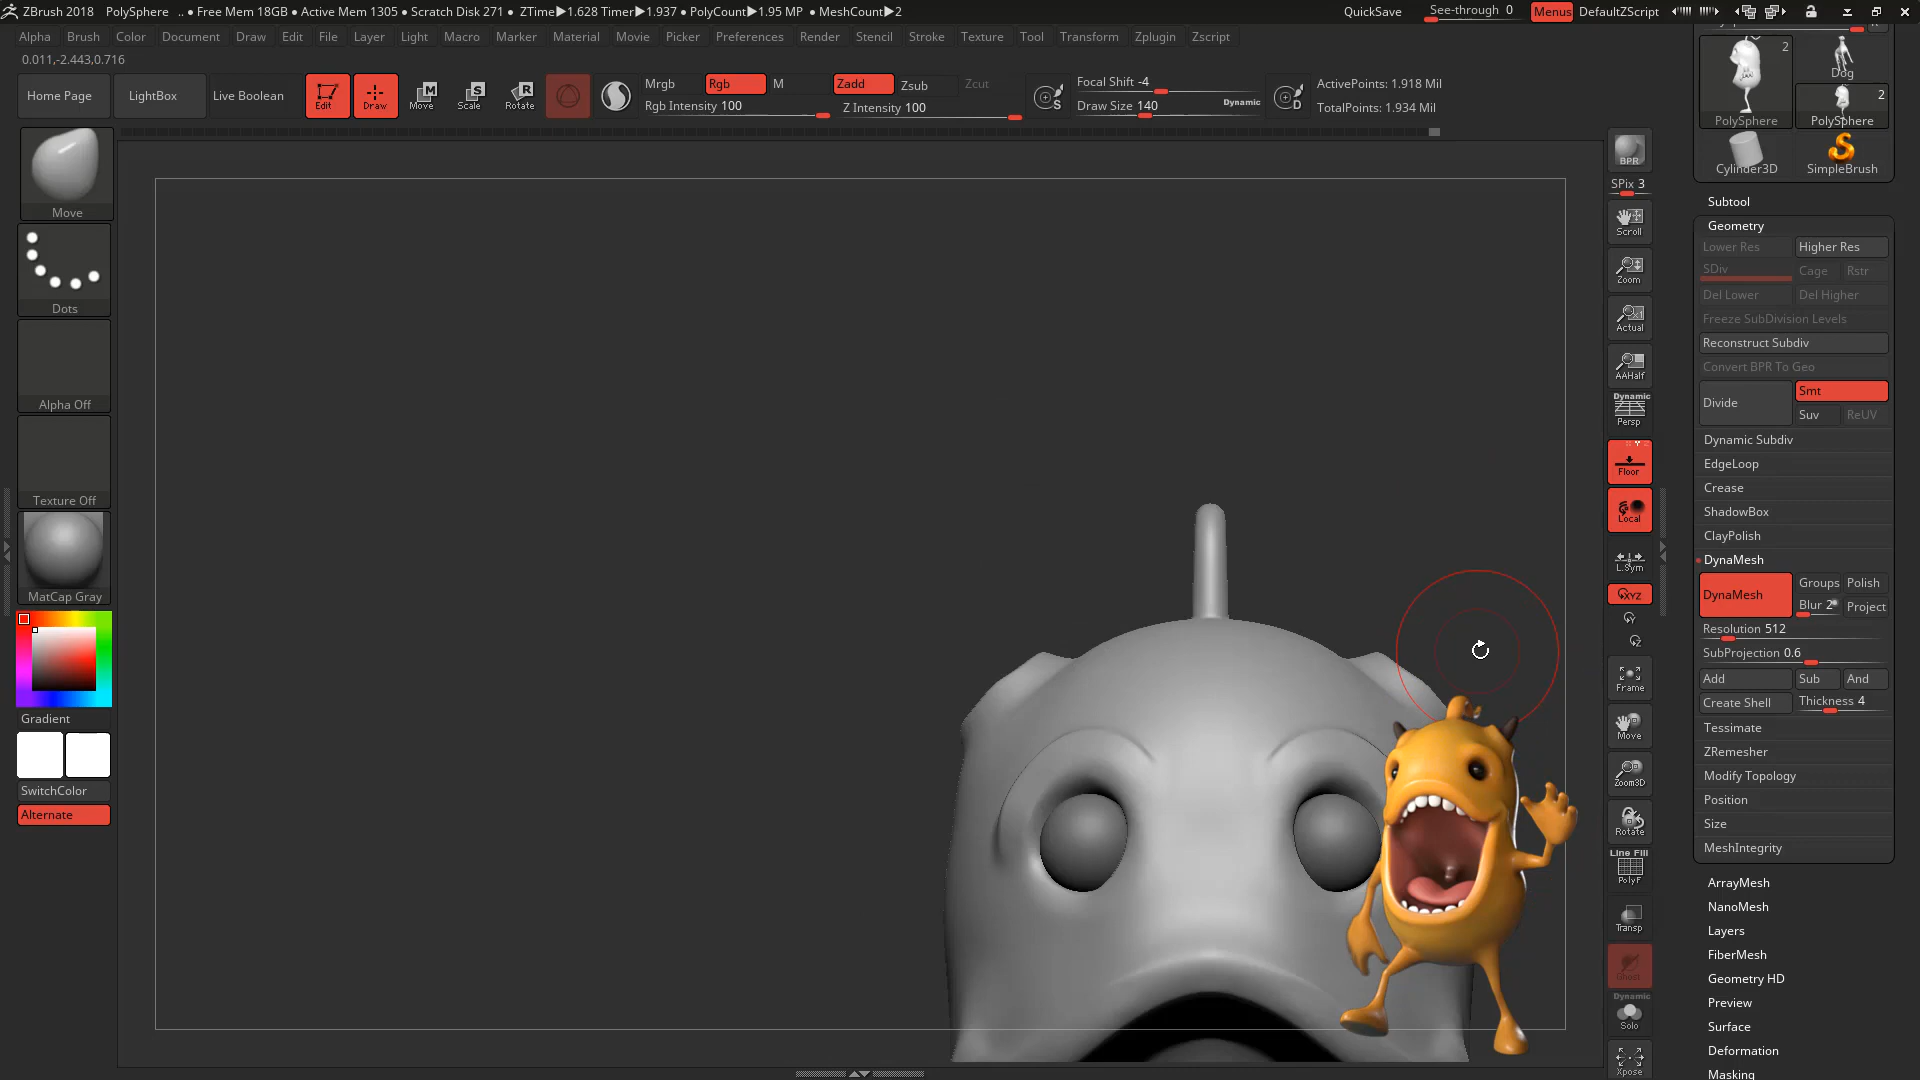 ZBrush 2018 PolySphere .. ● Free Mem 18GB ● Active Mem 1305 ● Scratch Disk 271 ● ZTime▶1.628 Timer▶1.937 ● PolyCount▶1.95 MP ● MeshCount▶2 QuickSave See-through 0 Menus DefaultZScript
Alpha Brush Color Document Draw Edit File Layer Light Macro Marker Material Movie Picker Preferences Render Stencil Stroke Texture Tool Transform Zplugin Zscript
0.011,-2.443,0.716
Home Page LightBox Live Boolean Edit Draw Move Scale Rotate
Mrgb Rgb M Zadd Zsub Zcut
Rgb Intensity 100 Z Intensity 100
Focal Shift -4
Draw Size 140 Dynamic
ActivePoints: 1.918 Mil
TotalPoints: 1.934 Mil
Move
Dots
Alpha Off
Texture Off
MatCap Gray
Gradient
SwitchColor
Alternate
BPR
SPix 3
Scroll
Zoom
Actual
AAHalf
Dynamic
Persp
Floor
Local
L.Sym
XYZ
Frame
Move
Zoom3D
Rotate
Line Fill
PolyF
Transp
Ghost
Dynamic
Solo
Xpose
2
Dog
2
PolySphere PolySphere
Cylinder3D SimpleBrush
Subtool
Geometry
Lower Res Higher Res
SDiv Cage Rstr
Del Lower Del Higher
Freeze SubDivision Levels
Reconstruct Subdiv
Convert BPR To Geo
Divide Smt
Suv ReUV
Dynamic Subdiv
EdgeLoop
Crease
ShadowBox
ClayPolish
DynaMesh
DynaMesh Groups Polish
Blur 2 Project
Resolution 512
SubProjection 0.6
Add Sub And
Create Shell Thickness 4
Tessimate
ZRemesher
Modify Topology
Position
Size
MeshIntegrity
ArrayMesh
NanoMesh
Layers
FiberMesh
Geometry HD
Preview
Surface
Deformation
Masking